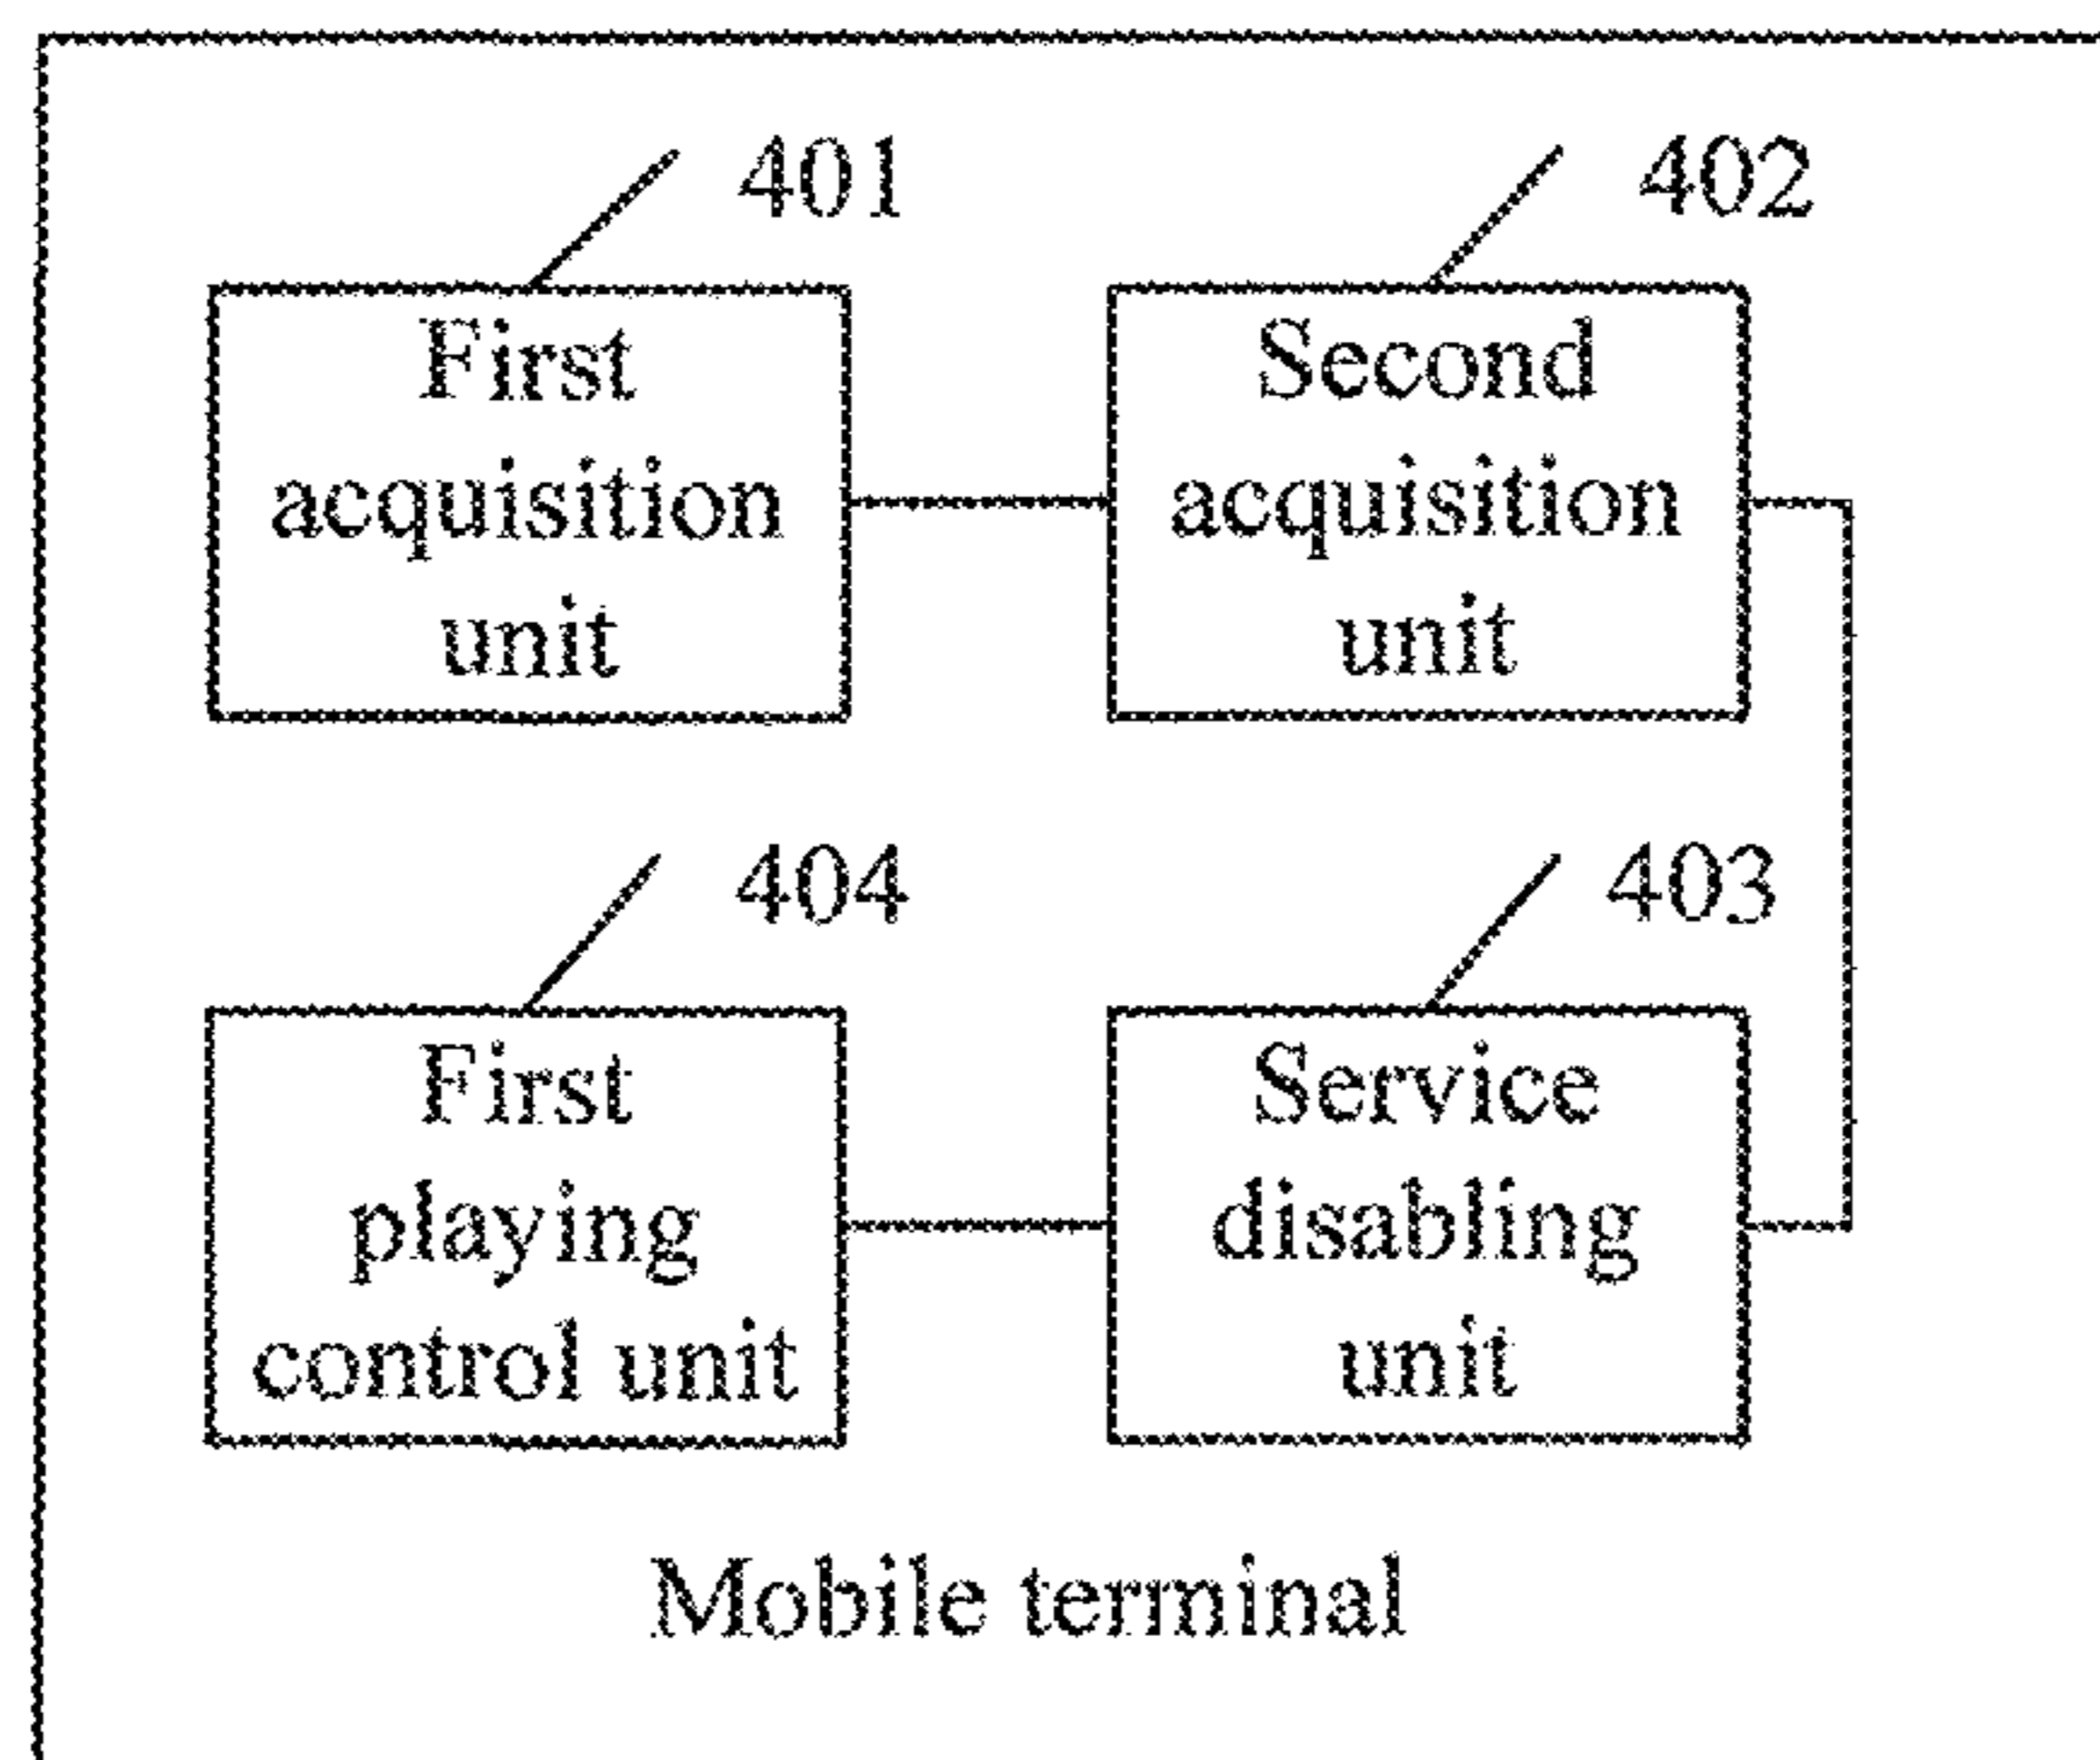 401
402
First
acquisition
unit
Second
acquisition
unit
404
403
First
playing
control unit
Service
disabling
unit
Mobile terminal